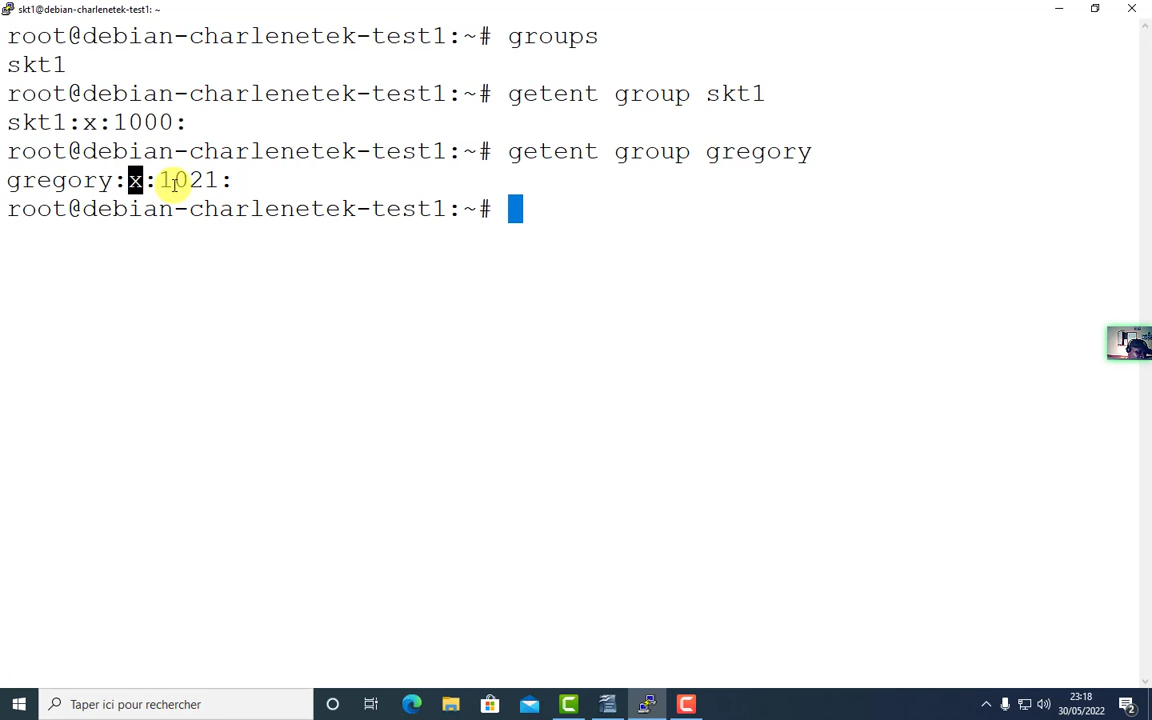 skt1@debian-charlenetek-test1: ~
root@debian-charlenetek-test1:~# groups
skt1
root@debian-charlenetek-test1:~# getent group skt1
skt1:x:1000:
root@debian-charlenetek-test1:~# getent group gregory
gregory:x:1021:
root@debian-charlenetek-test1:~#
Taper ici pour rechercher
23:18
30/05/2022
2